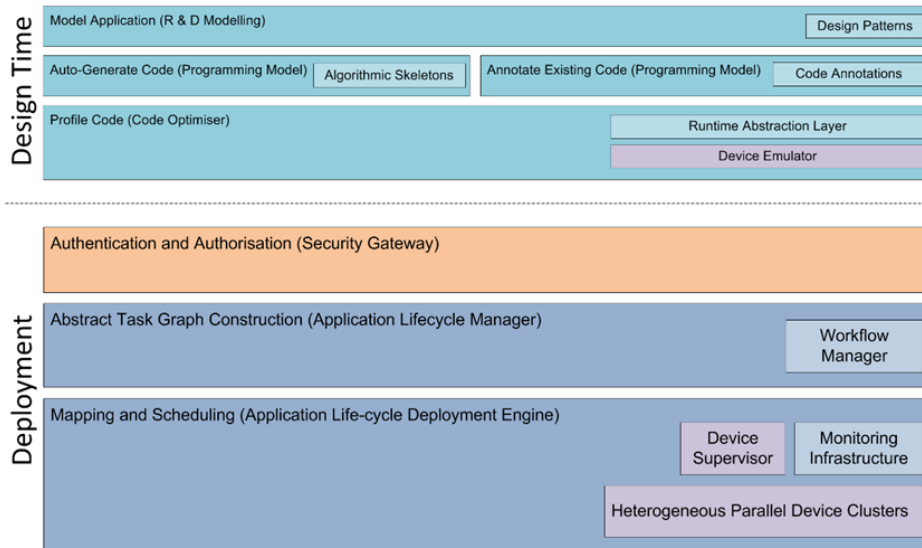 Design Time
Model Application (R & D Modelling)
Design Patterns
Auto-Generate Code (Programming Model)
Algorithmic Skeletons
Annotate Existing Code (Programming Model)
Code Annotations
Profile Code (Code Optimiser)
Runtime Abstraction Layer
Device Emulator
Deployment
Authentication and Authorisation (Security Gateway)
Abstract Task Graph Construction (Application Lifecycle Manager)
Workflow
Manager
Mapping and Scheduling (Application Life-cycle Deployment Engine)
Device
Supervisor
Monitoring
Infrastructure
Heterogeneous Parallel Device Clusters